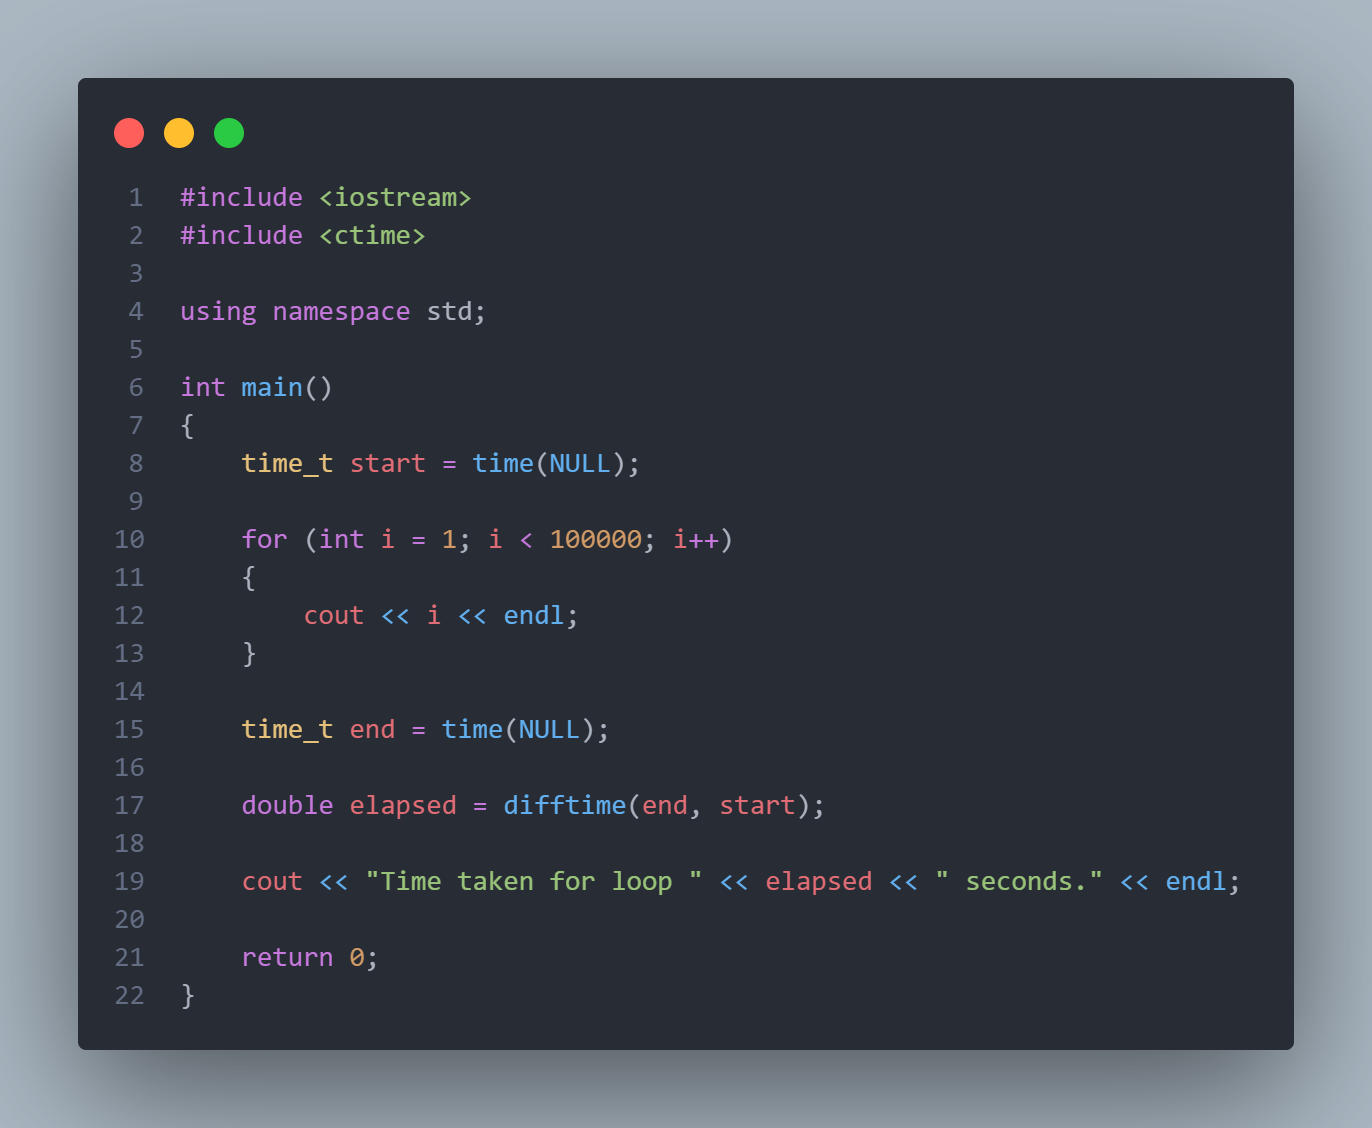 1 #include <iostream>
2 #include <ctime>
3
4 using namespace std;
5
6 int main()
7 {
8     time_t start = time(NULL);
9
10     for (int i = 1; i < 100000; i++)
11     {
12         cout << i << endl;
13     }
14
15     time_t end = time(NULL);
16
17     double elapsed = difftime(end, start);
18
19     cout << "Time taken for loop " << elapsed << " seconds." << endl;
20
21     return 0;
22 }